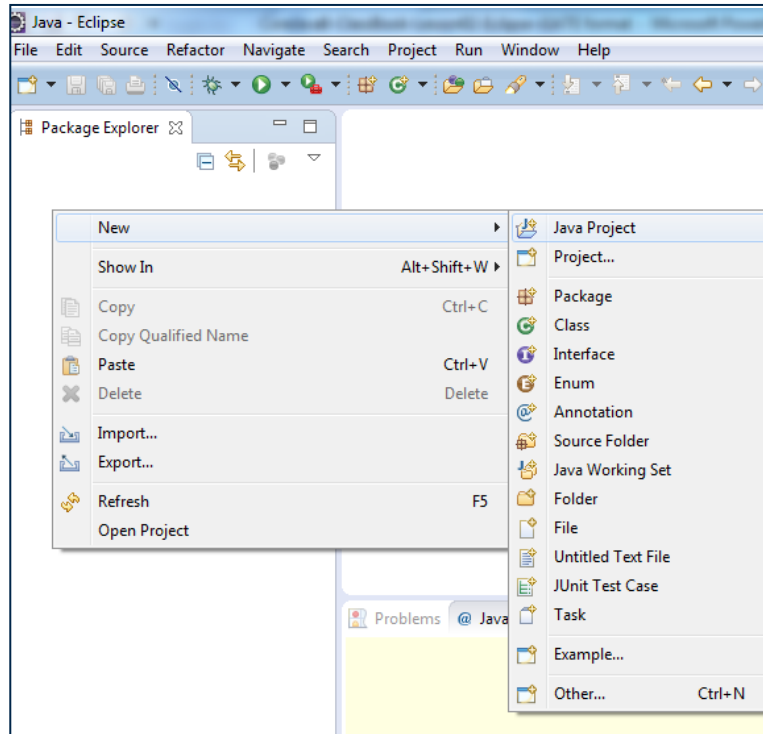 Java - Eclipse
File Edit Source Refactor Navigate Search Project Run Window Help
Package Explorer
New
Show In Alt+Shift+W
Copy Ctrl+C
Copy Qualified Name
Paste Ctrl+V
Delete Delete
Import...
Export...
Refresh F5
Open Project
Java Project
Project...
Package
Class
Interface
Enum
Annotation
Source Folder
Java Working Set
Folder
File
Untitled Text File
JUnit Test Case
Task
Example...
Other... Ctrl+N
Problems @ Java